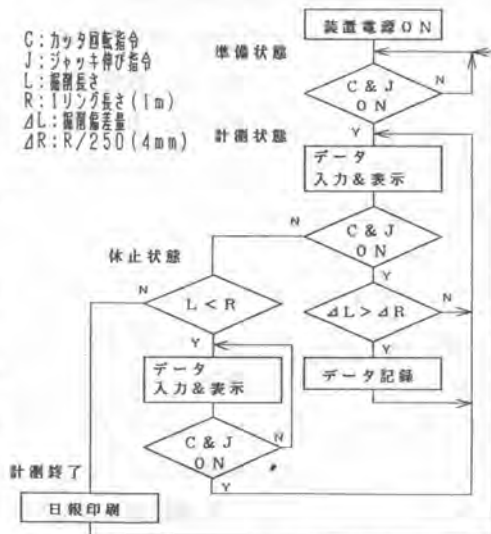 C:カッタ回転指令
J:ジャッキ伸び指令
L:掘削長さ
R:1リング長さ(1m)
ΔL:掘削偏差量
ΔR:R/250(4mm)
装置電源ON
準備状態
C&J
ON
N
Y
計測状態
データ
入力&表示
C&J
ON
N
Y
休止状態
L<R
N
Y
ΔL>ΔR
N
Y
データ
入力&表示
データ記録
C&J
ON
N
Y
計測終了
日報印刷